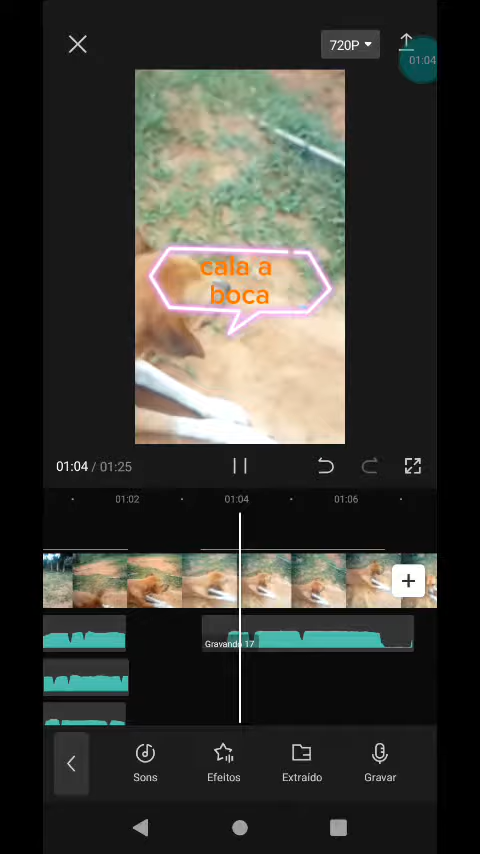 720P
01:04
cala a
boca
01:04 / 01:25
01:02
01:04
01:06
Gravando 17
Sons
Efeitos
Extraído
Gravar